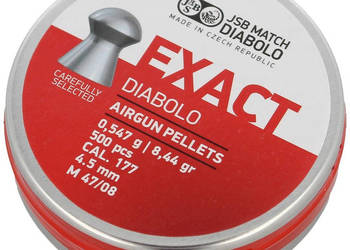 JSB
JSB MATCH
DIABOLO
MADE IN CZECH REPUBLIC
CAREFULLY
SELECTED
EXACT
DIABOLO
AIRGUN PELLETS
0,547 g | 8,44 gr
500 pcs
CAL. 177
4.5 mm
M 47/08